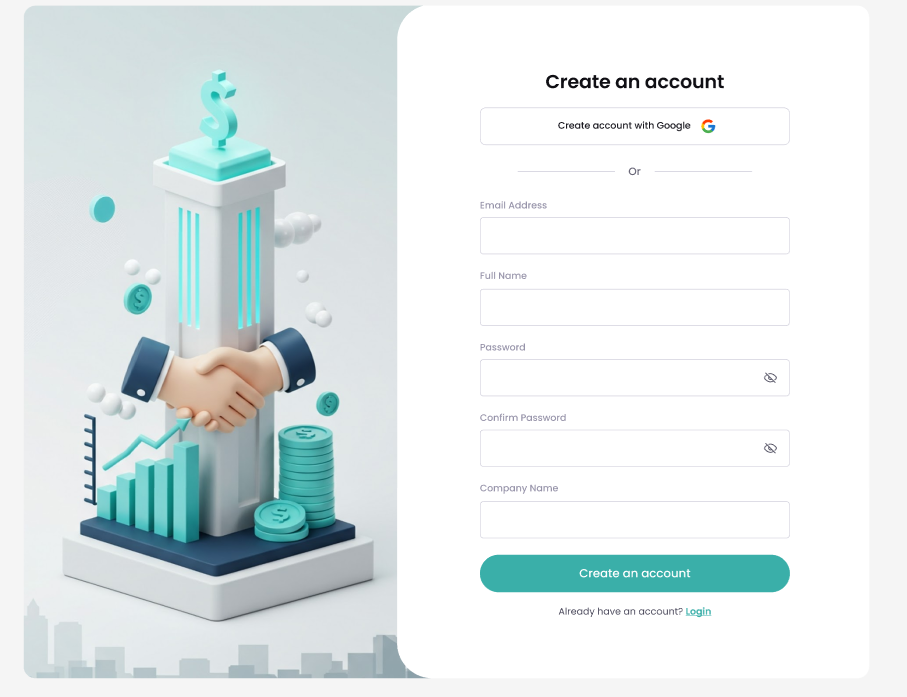 Create an account
Create account with Google
Or
Email Address
Full Name
Password
Confirm Password
Company Name
Create an account
Already have an account? Login